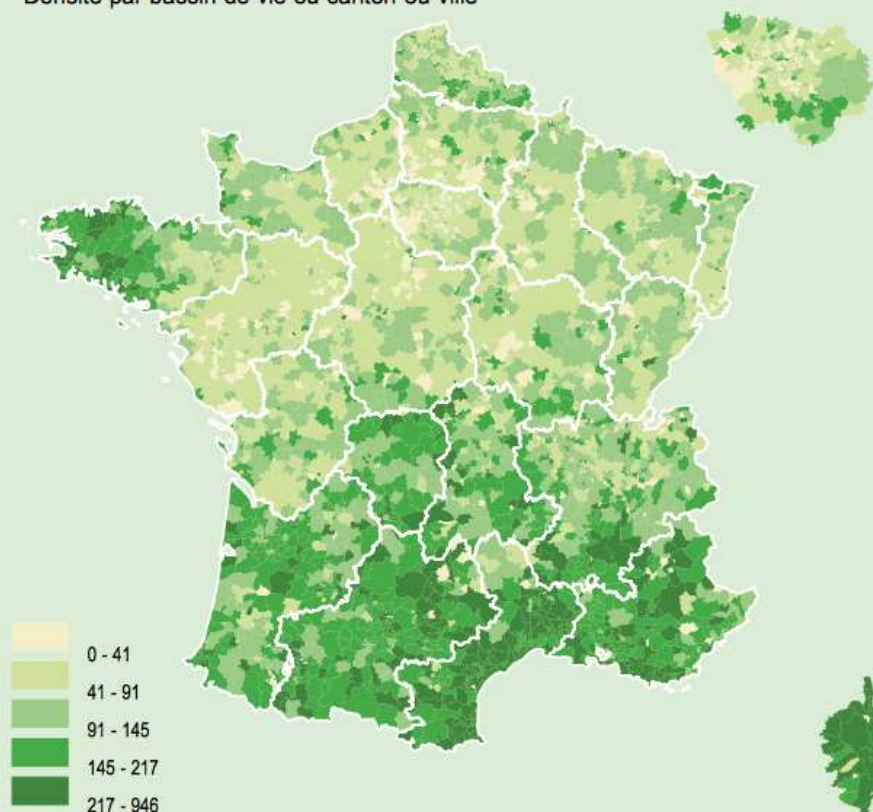 Densité par bassin de vie ou canton ou ville
0 - 41
41 - 91
91 - 145
145 - 217
217 - 946